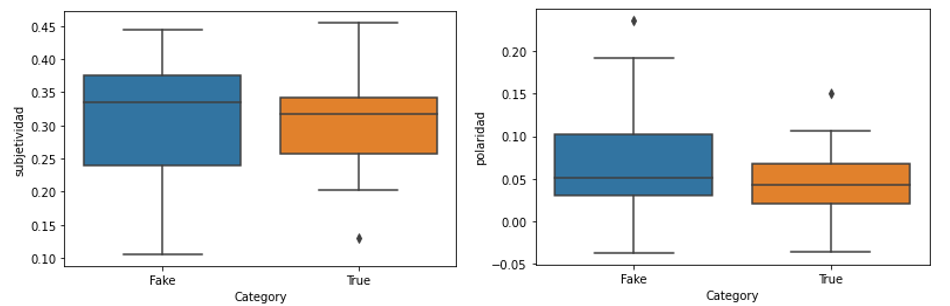 0.45
0.40
0.35
0.30
0.25
0.20
0.15
0.10
subjetividad
Fake
True
Category
0.20
0.15
0.10
0.05
0.00
−0.05
polaridad
Fake
True
Category